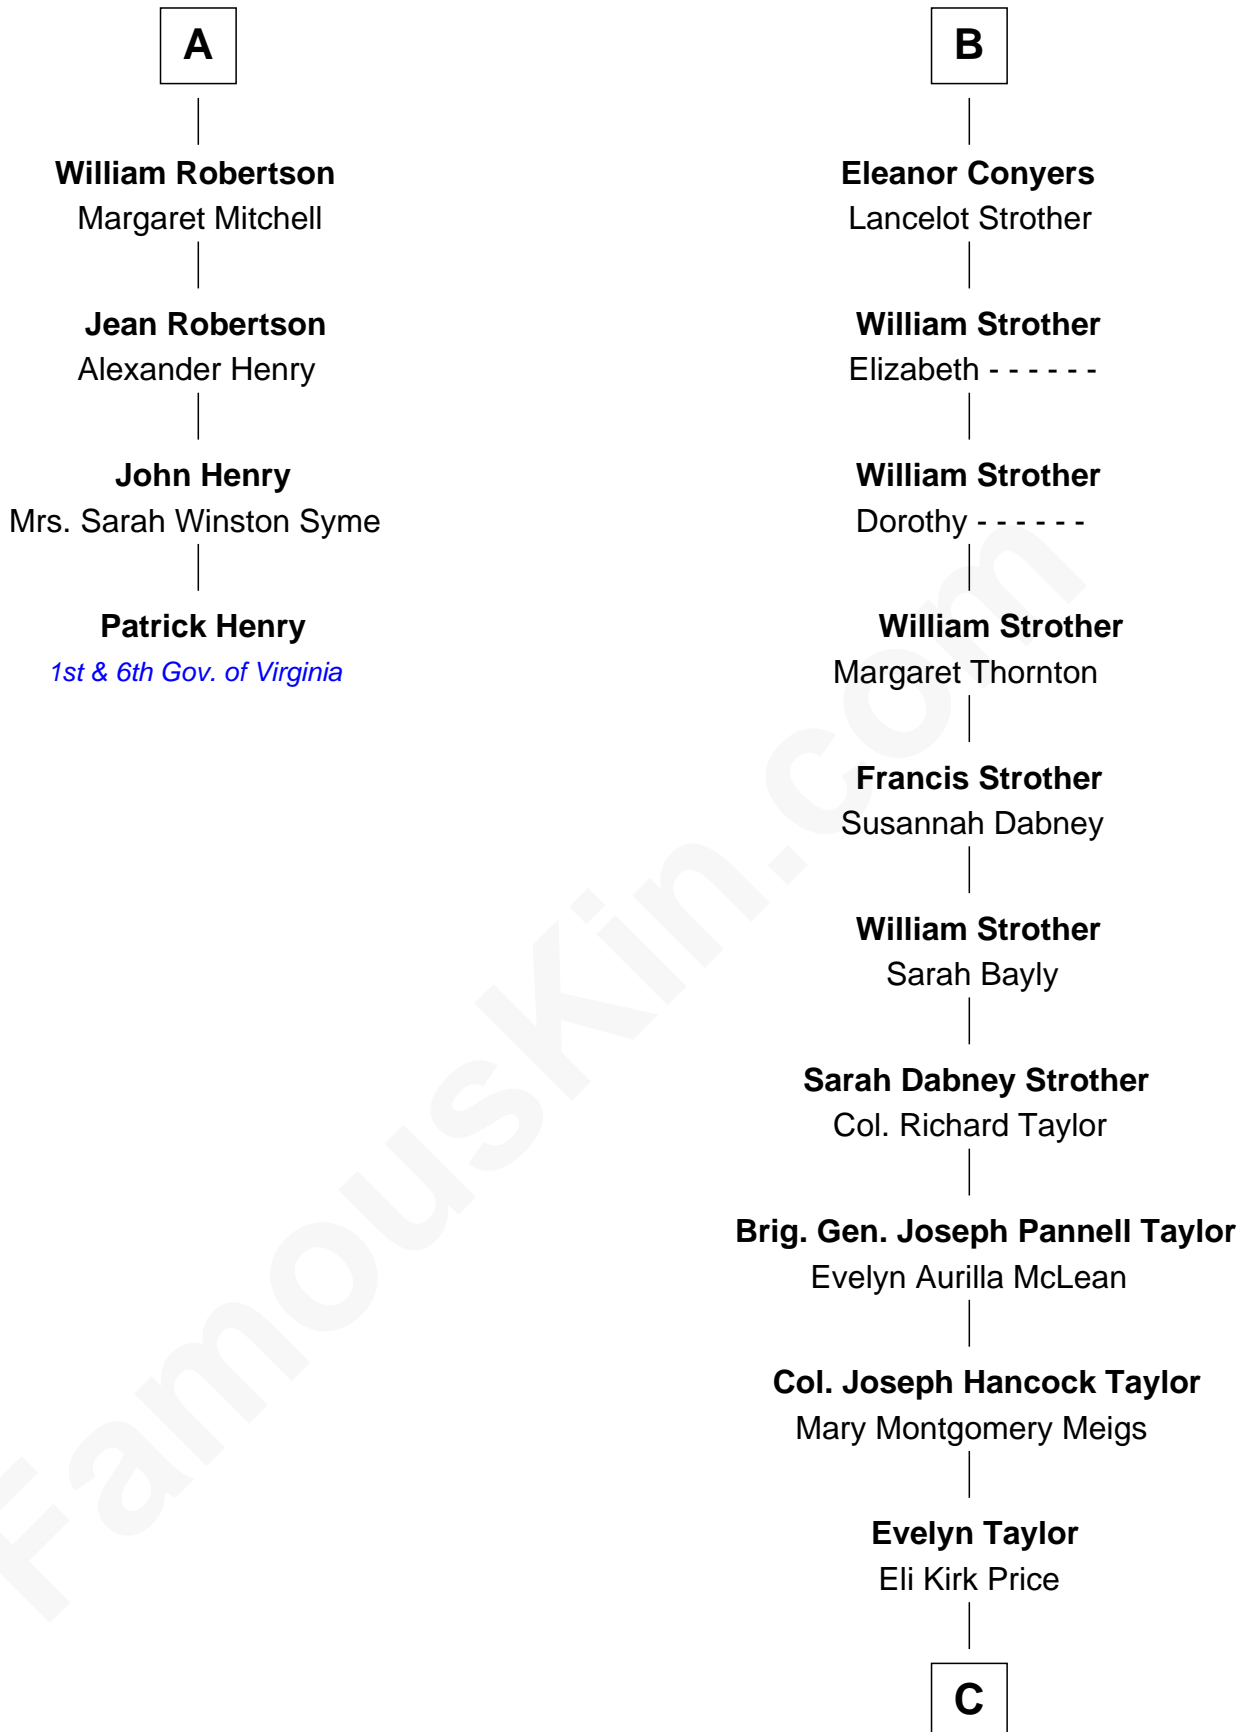 A
William Robertson
Margaret Mitchell
Jean Robertson
Alexander Henry
John Henry
Mrs. Sarah Winston Syme
Patrick Henry
1st & 6th Gov. of Virginia
B
Eleanor Conyers
Lancelot Strother
William Strother
Elizabeth - - - - - -
William Strother
Dorothy - - - - - -
William Strother
Margaret Thornton
Francis Strother
Susannah Dabney
William Strother
Sarah Bayly
Sarah Dabney Strother
Col. Richard Taylor
Brig. Gen. Joseph Pannell Taylor
Evelyn Aurilla McLean
Col. Joseph Hancock Taylor
Mary Montgomery Meigs
Evelyn Taylor
Eli Kirk Price
C
FamousKin.com